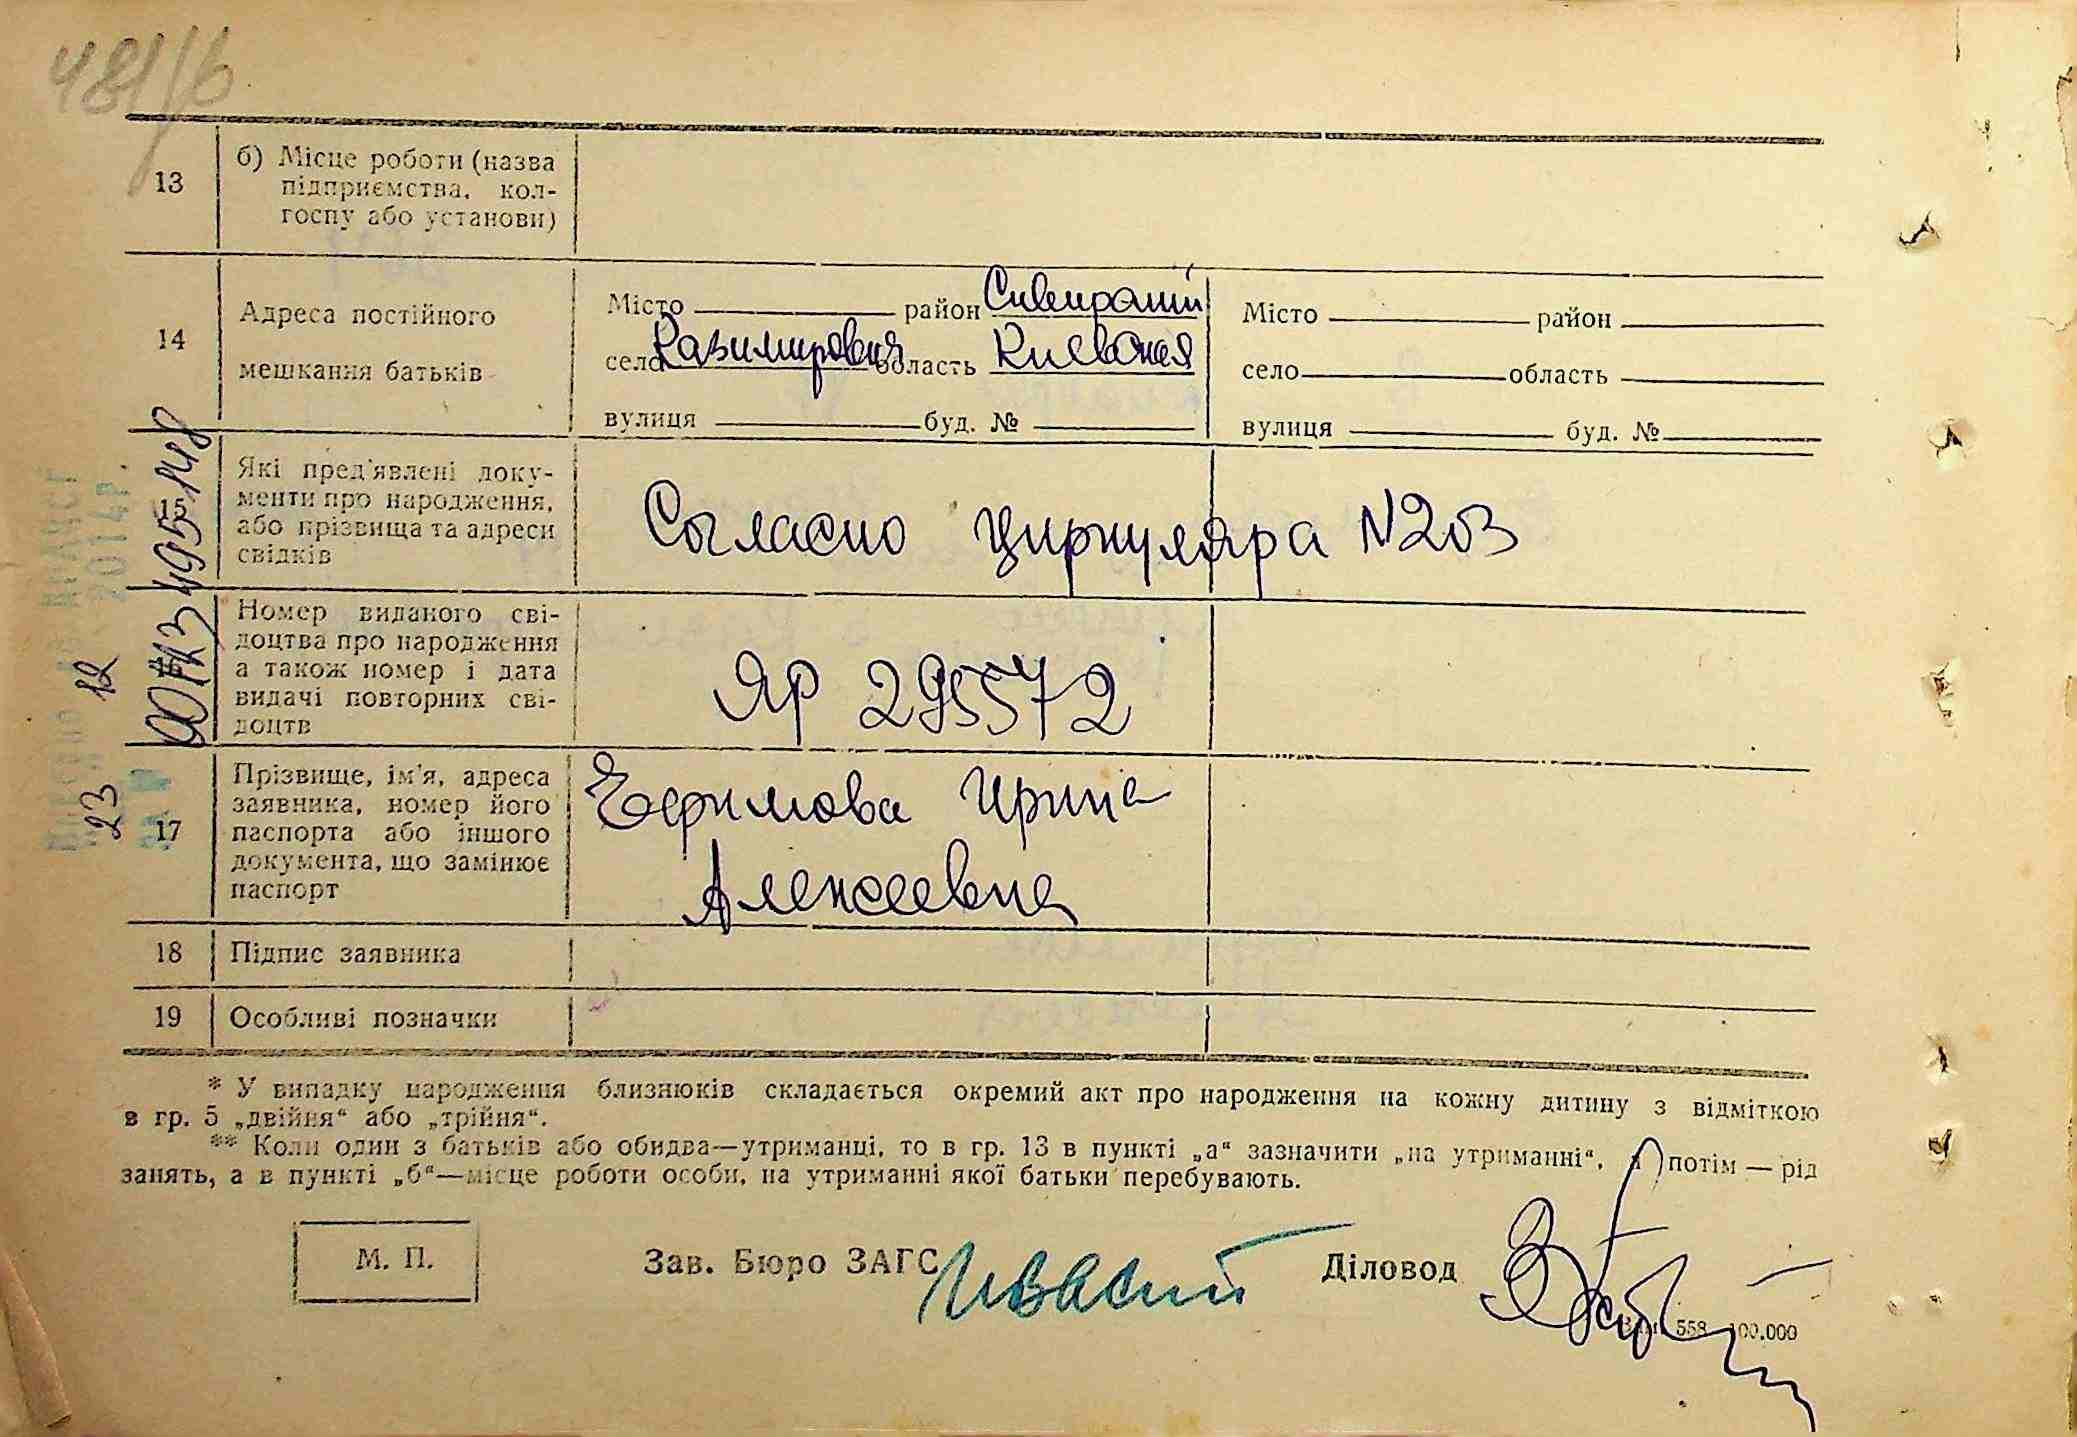 481/6
13 б) Місце роботи (назва
підприємства, кол-
госпу або установи)
14 Адреса постійного
мешкання батьків
Місто район
село область Киевская
вулиця буд. №
Місто район
село область
вулиця буд. №
15 Які пред'явлені доку-
менти про народження,
або прізвища та адреси
свідків
Согласно циркуляра N203
Номер виданого сві-
доцтва про народження
а також номер і дата
видачі повторних сві-
доцтв
ЯР 295572
17 Прізвище, ім'я, адреса
заявника, номер його
паспорта або іншого
документа, що замінює
паспорт
Ефимова Ирина
Алексеевна
18 Підпис заявника
19 Особливі позначки
495148
23 12
* У випадку народження близнюків складається окремий акт про народження на кожну дитину з відміткою
в гр. 5 „двійня“ або „трійня“.
** Коли один з батьків або обидва—утриманці, то в гр. 13 в пункті „а“ зазначити „на утриманні“, а потім — рід
занять, а в пункті „б“—місце роботи особи, на утриманні якої батьки перебувають.
М. П. Зав. Бюро ЗАГС Діловод
558 100.000